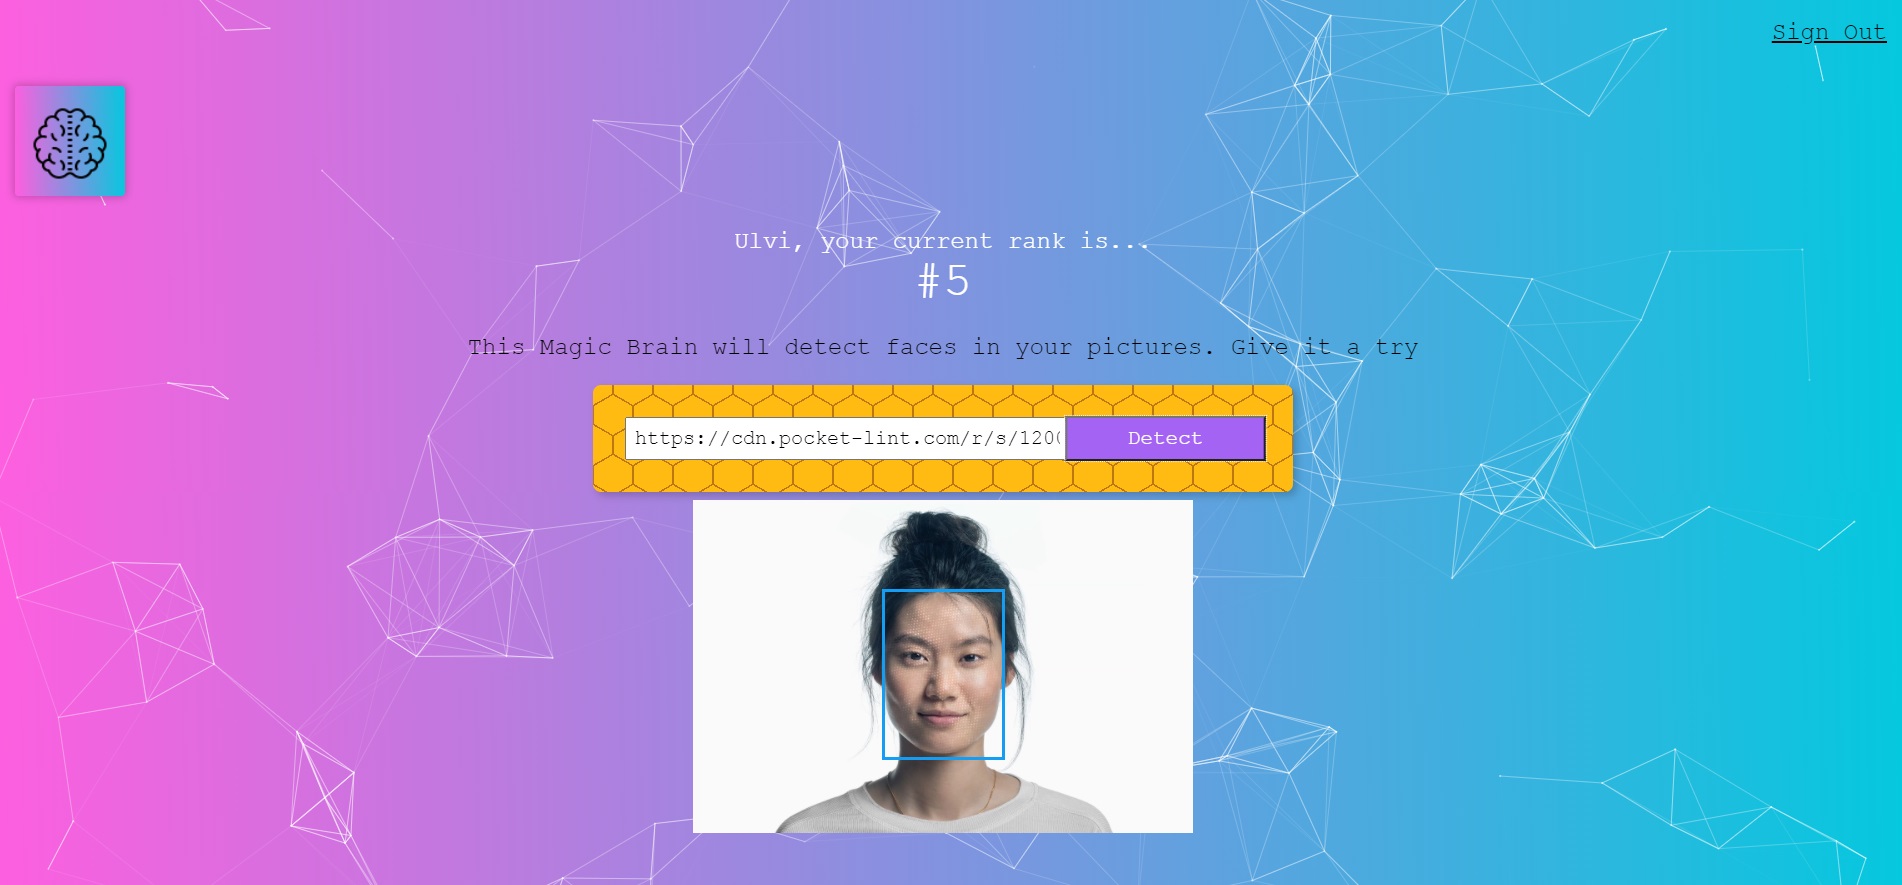 Sign Out
Ulvi, your current rank is...
#5
This Magic Brain will detect faces in your pictures. Give it a try
https://cdn.pocket-lint.com/r/s/120
Detect